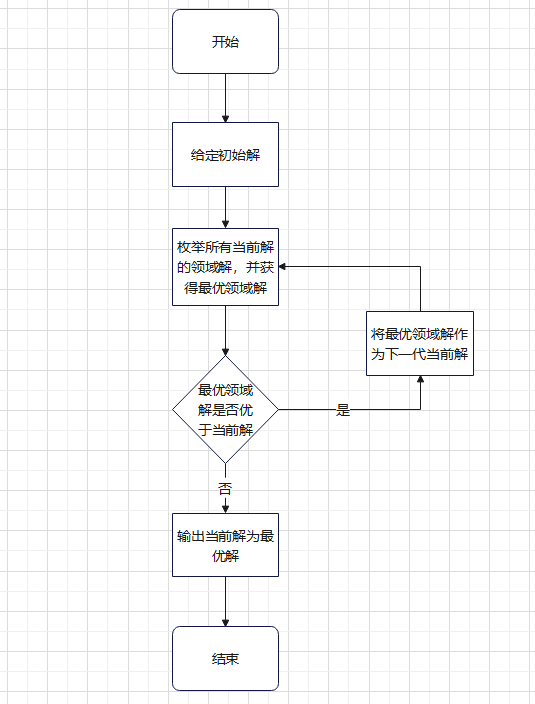 开始
给定初始解
枚举所有当前解
的领域解，并获
得最优领域解
将最优领域解作
为下一代当前解
最优领域
解是否优
于当前解
是
否
输出当前解为最
优解
结束